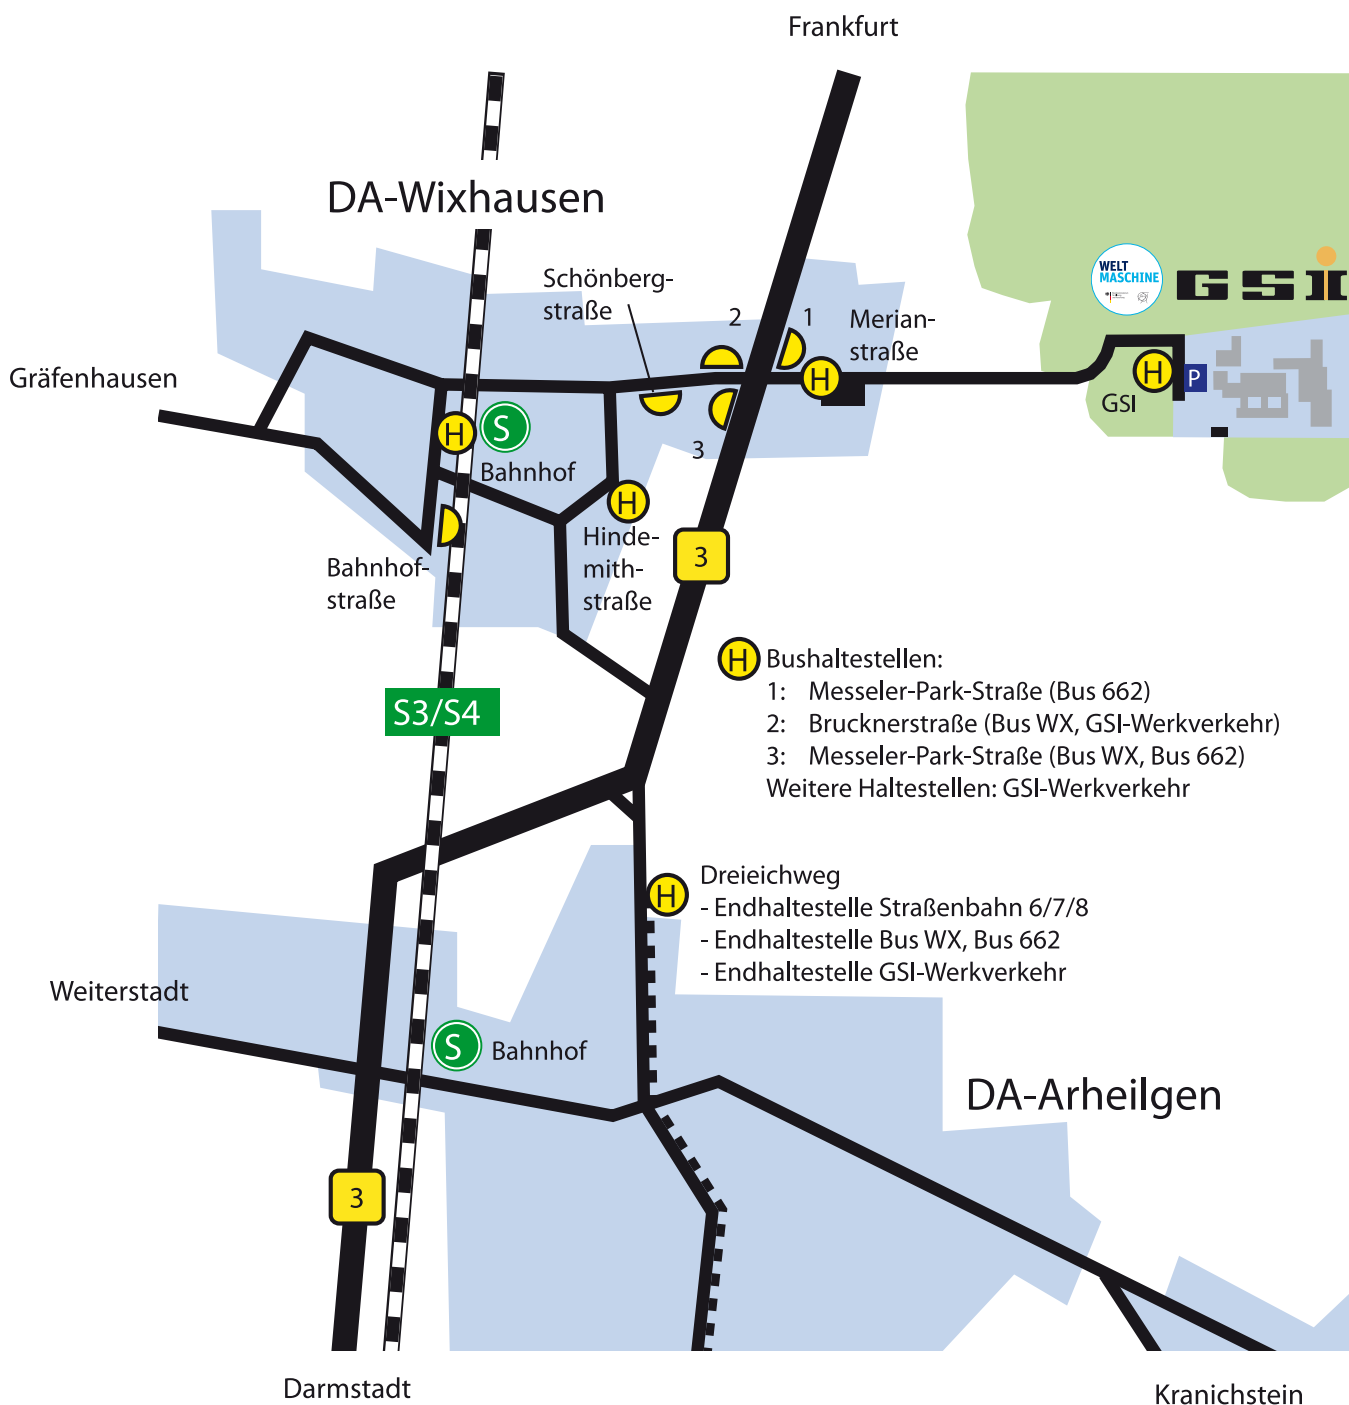 Frankfurt
DA-Wixhausen
Schönberg-
straße
2
1
Merian-
straße
H
WELT
MASCHINE
GSI
Gräfenhausen
H
P
GSI
H
S
Bahnhof
3
H
Hinde-
mith-
straße
3
Bahnhof-
straße
S3/S4
H
Bushaltestellen:
1: Messeler-Park-Straße (Bus 662)
2: Brucknerstraße (Bus WX, GSI-Werkverkehr)
3: Messeler-Park-Straße (Bus WX, Bus 662)
Weitere Haltestellen: GSI-Werkverkehr
H
Dreieichweg
- Endhaltestelle Straßenbahn 6/7/8
- Endhaltestelle Bus WX, Bus 662
- Endhaltestelle GSI-Werkverkehr
Weiterstadt
S
Bahnhof
DA-Arheilgen
3
Darmstadt
Kranichstein